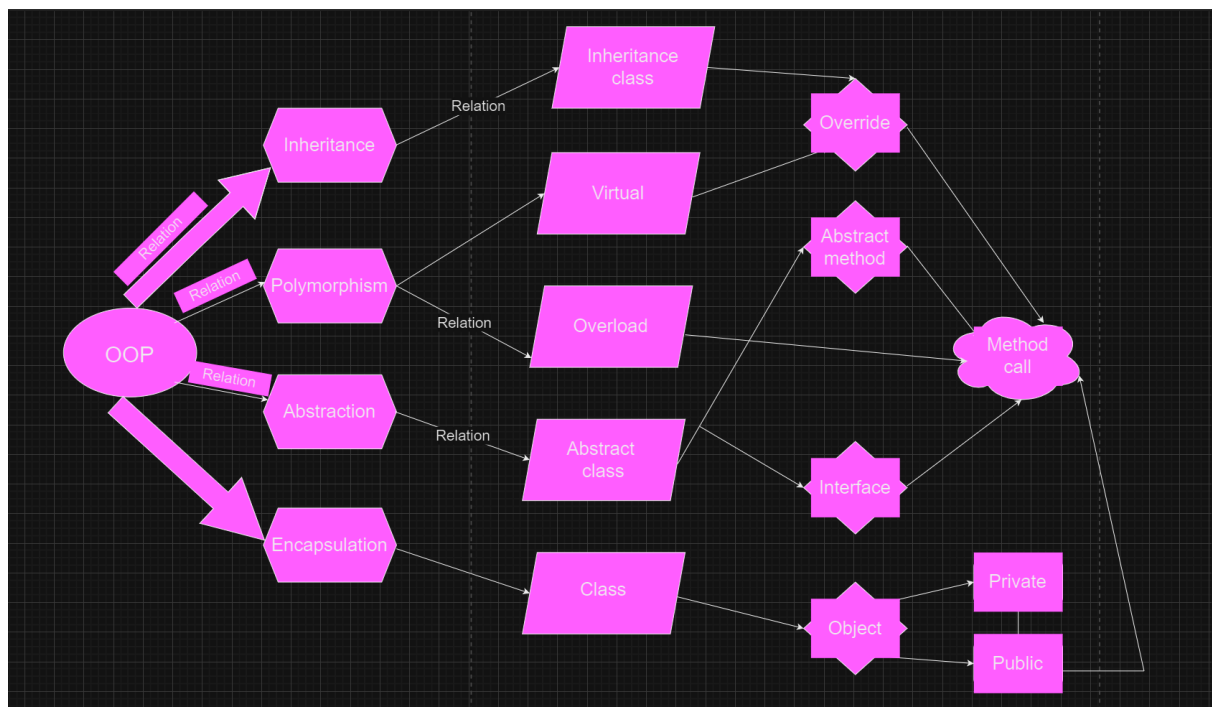 Inheritance
class
Relation
Override
Inheritance
Virtual
Relation
Abstract
method
Relation
Polymorphism
Relation
Overload
OOP
Method
call
Relation
Abstraction
Relation
Abstract
class
Interface
Encapsulation
Class
Private
Object
Public